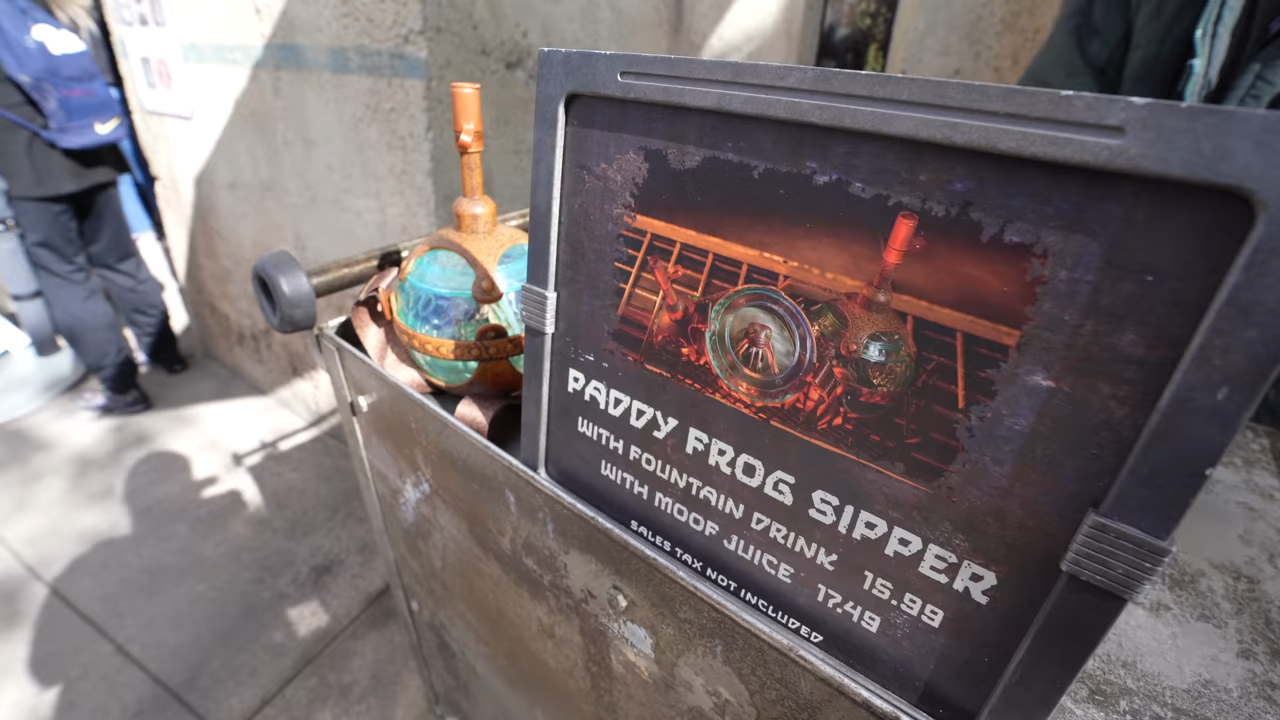 PADDY FROG SIPPER
WITH FOUNTAIN DRINK 15.99
WITH MOOF JUICE 17.49
SALES TAX NOT INCLUDED